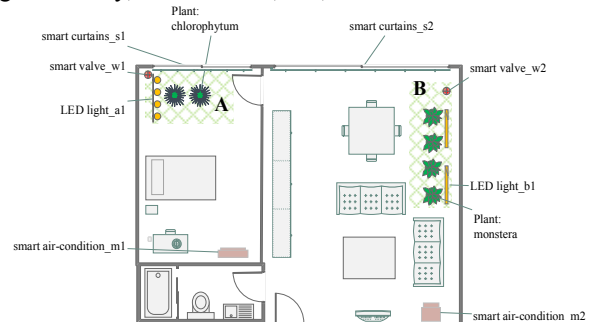 Plant:
chlorophytum
smart curtains_s1
smart curtains_s2
smart valve_w1
smart valve_w2
B
A
LED light_a1
LED light_b1
Plant:
monstera
smart air-condition_m1
smart air-condition_m2